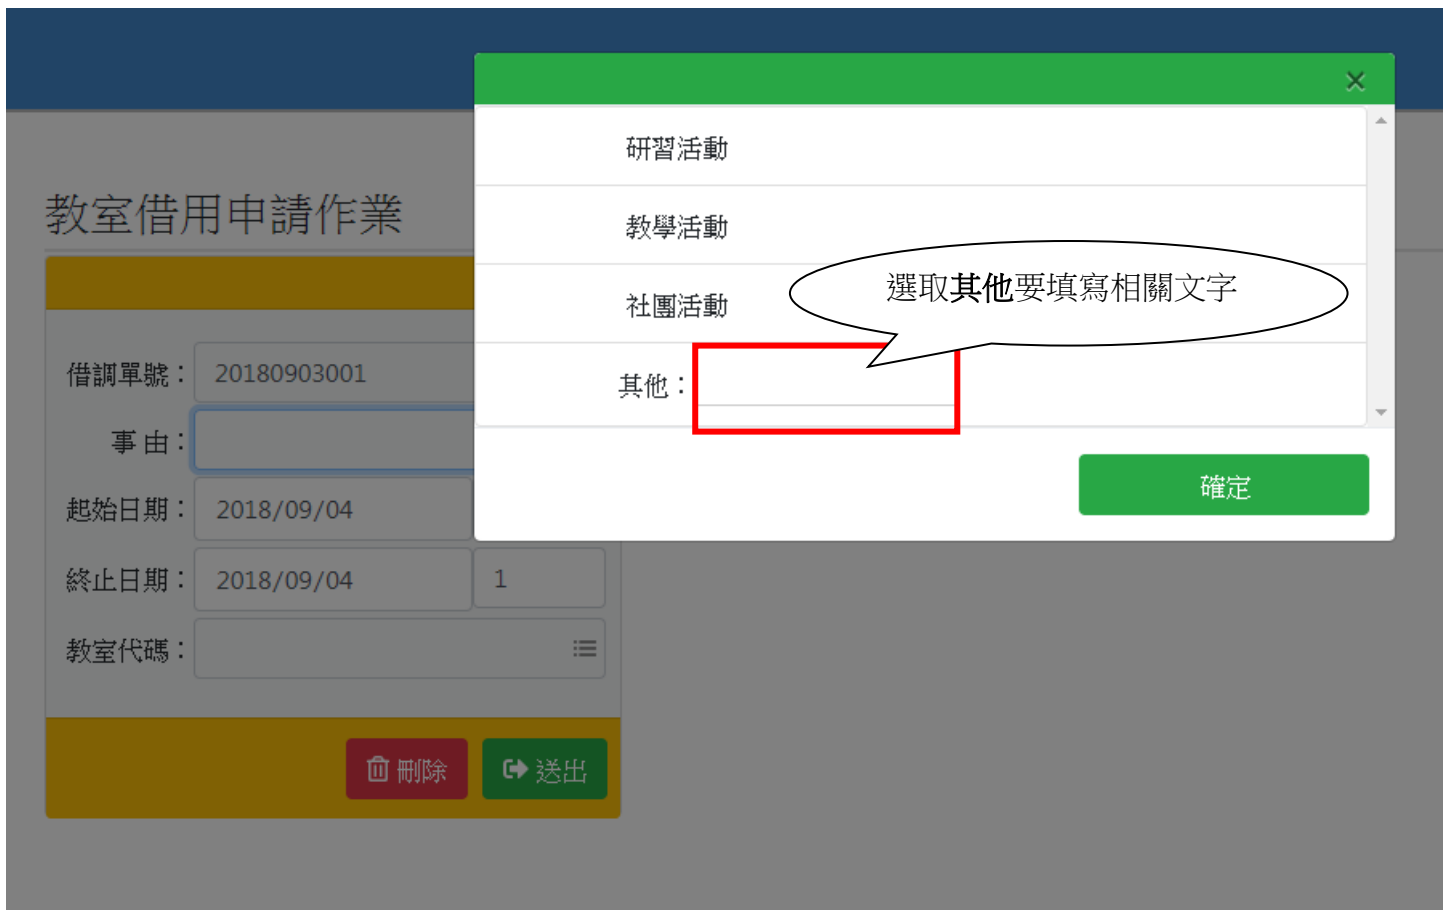 ×
研習活動
教學活動
社團活動
其他：
選取其他要填寫相關文字
確定
教室借用申請作業
借調單號：20180903001
事由：
起始日期：2018/09/04
終止日期：2018/09/04 1
教室代碼：
刪除 送出